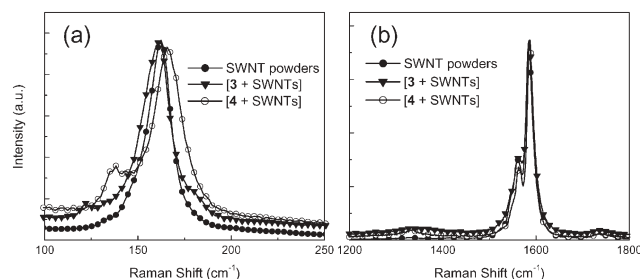 (a)
SWNT powders
[3 + SWNTs]
[4 + SWNTs]
Intensity (a.u.)
100 150 200 250
Raman Shift (cm⁻¹)
(b)
SWNT powders
[3 + SWNTs]
[4 + SWNTs]
1200 1400 1600 1800
Raman Shift (cm⁻¹)